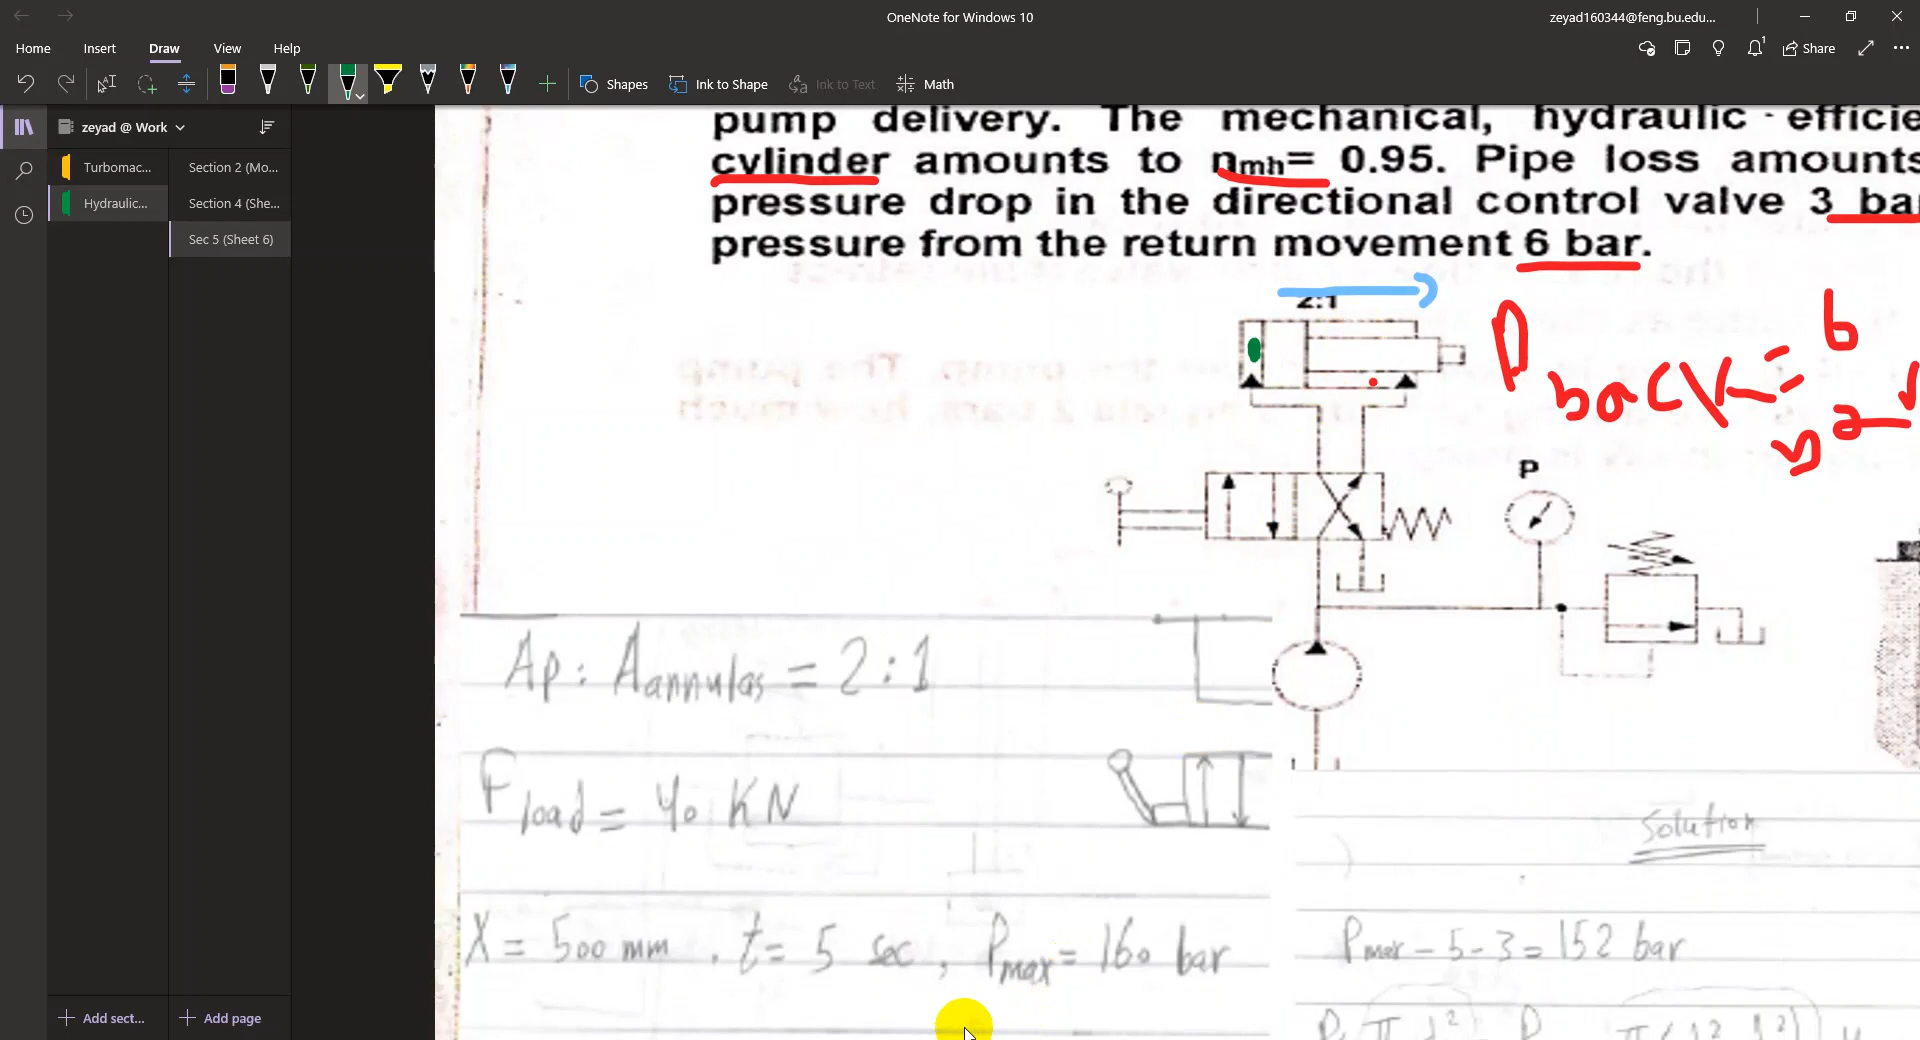 OneNote for Windows 10
zeyad160344@feng.bu.edu...
Home Insert Draw View Help
Share
Shapes Ink to Shape Ink to Text Math
zeyad @ Work
Turbomac...
Hydraulic...
Section 2 (Mo...
Section 4 (She...
Sec 5 (Sheet 6)
pump delivery. The mechanical, hydraulic efficie
cylinder amounts to ηmh= 0.95. Pipe loss amounts
pressure drop in the directional control valve 3 bar
pressure from the return movement 6 bar.
2:1
P back =
6
P
Ap : Aannulas = 2 : 1
Fload = 40 KN
X = 500 mm , t = 5 sec , Pmax = 160 bar
Solution
Pmax - 5 - 3 = 152 bar
Add sect...
Add page